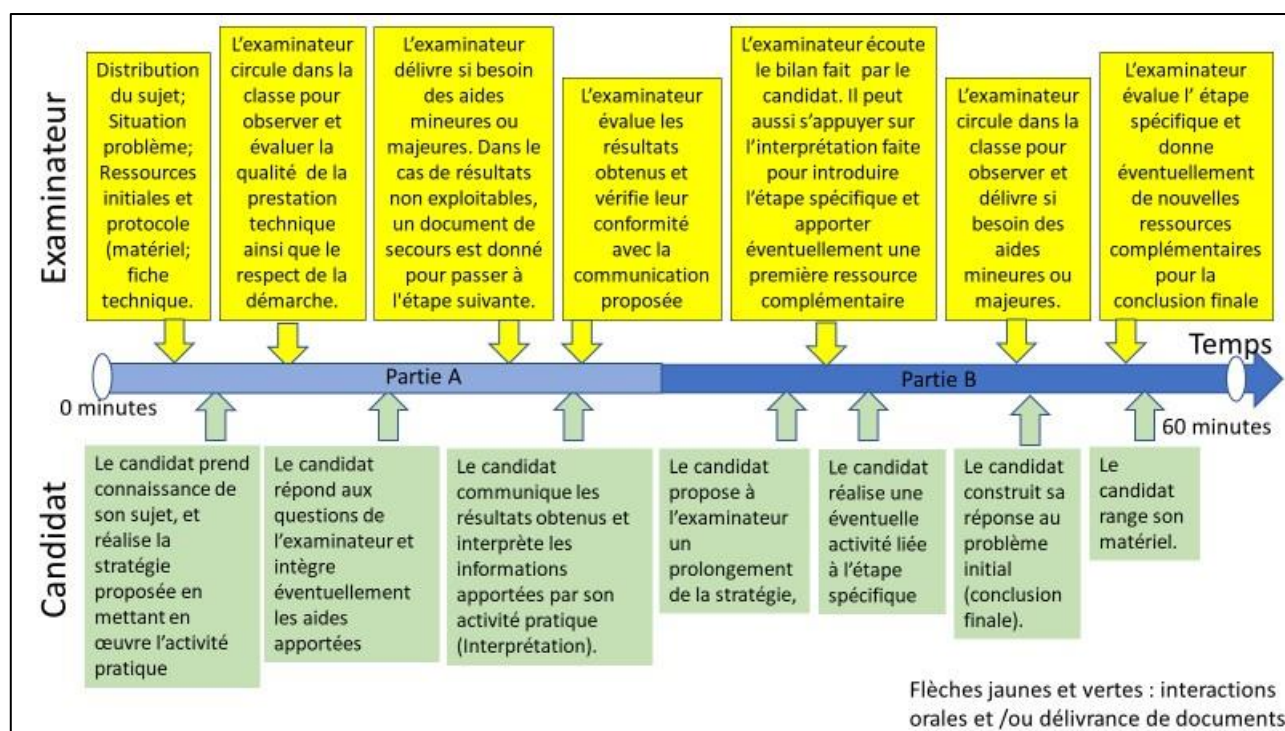 Examinateur
Distribution
du sujet;
Situation
problème;
Ressources
initiales et
protocole
(matériel;
fiche
technique.
L'examinateur
circule dans la
classe pour
observer et
évaluer la
qualité de la
prestation
technique
ainsi que le
respect de la
démarche.
L'examinateur
délivre si besoin
des aides
mineures ou
majeures. Dans le
cas de résultats
non exploitables,
un document de
secours est donné
pour passer à
l'étape suivante.
L'examinateur
évalue les
résultats
obtenus et
vérifie leur
conformité
avec la
communication
proposée
L'examinateur écoute
le bilan fait par le
candidat. Il peut
aussi s'appuyer sur
l'interprétation faite
pour introduire
l'étape spécifique et
apporter
éventuellement une
première ressource
complémentaire
L'examinateur
circule dans la
classe pour
observer et
délivre si
besoin des
aides
mineures ou
majeures.
L'examinateur
évalue l' étape
spécifique et
donne
éventuellement
de nouvelles
ressources
complémentaires
pour la
conclusion finale
Temps
Partie A
Partie B
0 minutes
60 minutes
Candidat
Le candidat prend
connaissance de
son sujet, et
réalise la
stratégie
proposée en
mettant en
œuvre l'activité
pratique
Le candidat
répond aux
questions de
l'examinateur et
intègre
éventuellement
les aides
apportées
Le candidat
communique les
résultats obtenus et
interprète les
informations
apportées par son
activité pratique
(Interprétation).
Le candidat
propose à
l'examinateur
un
prolongement
de la stratégie,
Le candidat
réalise une
éventuelle
activité liée
à l'étape
spécifique
Le candidat
construit sa
réponse au
problème
initial
(conclusion
finale).
Le
candidat
range son
matériel.
Flèches jaunes et vertes : interactions
orales et /ou délivrance de documents